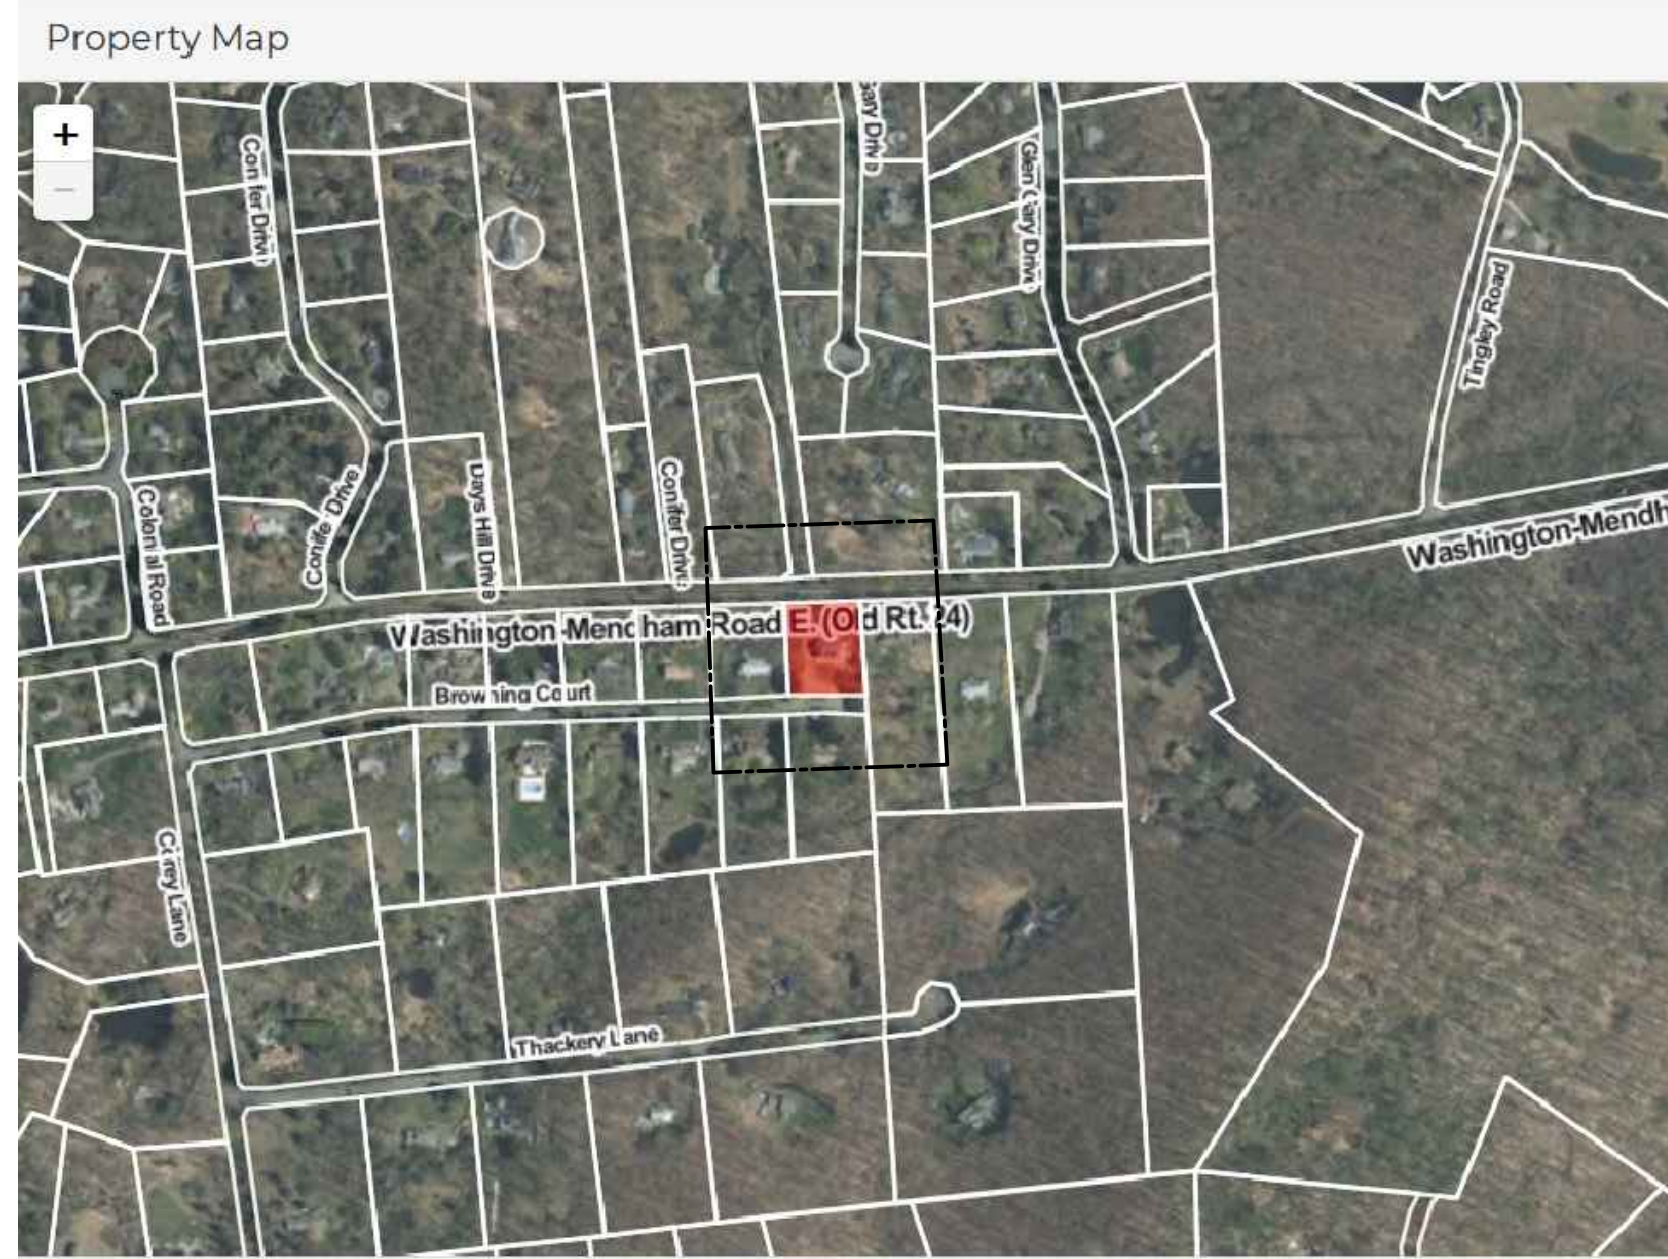 Property Map
+
−
Conifer Drive
Glen Gary Drive
Tingley Road
Colonial Road
Conifer Drive
Days Hill Drive
Conifer Drive
Washington-Mendh
Washington-Mendham Road E. (Old Rt. 24)
Browning Court
Corey Lane
Thackery Lane